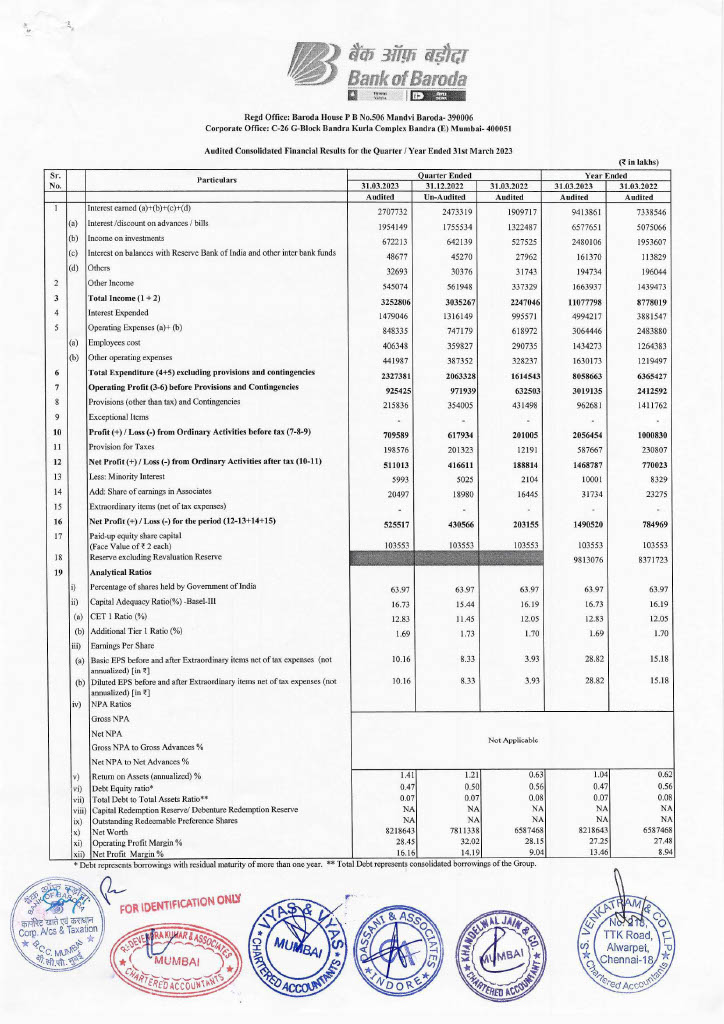 बैंक ऑफ़ बड़ौदा
Bank of Baroda
Regd Office: Baroda House P B No.506 Mandvi Baroda- 390006
Corporate Office: C-26 G-Block Bandra Kurla Complex Bandra (E) Mumbai- 400051
Audited Consolidated Financial Results for the Quarter / Year Ended 31st March 2023
(₹ in lakhs)
Sr. No. Particulars Quarter Ended Year Ended
31.03.2023 31.12.2022 31.03.2022 31.03.2023 31.03.2022
Audited Un-Audited Audited Audited Audited
1 Interest earned (a)+(b)+(c)+(d) 2707732 2473319 1909717 9413861 7338546
(a) Interest /discount on advances / bills 1954149 1755534 1322487 6577651 5075066
(b) Income on investments 672213 642139 527525 2480106 1953607
(c) Interest on balances with Reserve Bank of India and other inter bank funds 48677 45270 27962 161370 113829
(d) Others 32693 30376 31743 194734 196044
2 Other Income 545074 561948 337329 1663937 1439473
3 Total Income (1 + 2) 3252806 3035267 2247046 11077798 8778019
4 Interest Expended 1479046 1316149 995571 4994217 3881547
5 Operating Expenses (a)+ (b) 848335 747179 618972 3064446 2483880
(a) Employees cost 406348 359827 290735 1434273 1264383
(b) Other operating expenses 441987 387352 328237 1630173 1219497
6 Total Expenditure (4+5) excluding provisions and contingencies 2327381 2063328 1614543 8058663 6365427
7 Operating Profit (3-6) before Provisions and Contingencies 925425 971939 632503 3019135 2412592
8 Provisions (other than tax) and Contingencies 215836 354005 431498 962681 1411762
9 Exceptional Items - - - - -
10 Profit (+) / Loss (-) from Ordinary Activities before tax (7-8-9) 709589 617934 201005 2056454 1000830
11 Provision for Taxes 198576 201323 12191 587667 230807
12 Net Profit (+) / Loss (-) from Ordinary Activities after tax (10-11) 511013 416611 188814 1468787 770023
13 Less: Minority Interest 5993 5025 2104 10001 8329
14 Add: Share of earnings in Associates 20497 18980 16445 31734 23275
15 Extraordinary items (net of tax expenses) - - - - -
16 Net Profit (+) / Loss (-) for the period (12-13+14+15) 525517 430566 203155 1490520 784969
17 Paid-up equity share capital
(Face Value of ₹ 2 each) 103553 103553 103553 103553 103553
18 Reserve excluding Revaluation Reserve 9813076 8371723
19 Analytical Ratios
i) Percentage of shares held by Government of India 63.97 63.97 63.97 63.97 63.97
ii) Capital Adequacy Ratio(%) -Basel-III 16.73 15.44 16.19 16.73 16.19
(a) CET 1 Ratio (%) 12.83 11.45 12.05 12.83 12.05
(b) Additional Tier 1 Ratio (%) 1.69 1.73 1.70 1.69 1.70
iii) Earnings Per Share
(a) Basic EPS before and after Extraordinary items net of tax expenses (not 10.16 8.33 3.93 28.82 15.18
annualized) [in ₹]
(b) Diluted EPS before and after Extraordinary items net of tax expenses (not 10.16 8.33 3.93 28.82 15.18
annualized) [in ₹]
iv) NPA Ratios
Gross NPA
Net NPA
Not Applicable
Gross NPA to Gross Advances %
Net NPA to Net Advances %
v) Return on Assets (annualized) % 1.41 1.21 0.63 1.04 0.62
vi) Debt Equity ratio* 0.47 0.50 0.56 0.47 0.56
vii) Total Debt to Total Assets Ratio** 0.07 0.07 0.08 0.07 0.08
viii) Capital Redemption Reserve/ Debenture Redemption Reserve NA NA NA NA NA
ix) Outstanding Redeemable Preference Shares NA NA NA NA NA
x) Net Worth 8218643 7811338 6587468 8218643 6587468
xi) Operating Profit Margin % 28.45 32.02 28.15 27.25 27.48
xii) Net Profit Margin % 16.16 14.19 9.04 13.46 8.94
* Debt represents borrowings with residual maturity of more than one year. ** Total Debt represents consolidated borrowings of the Group.
FOR IDENTIFICATION ONLY
बैंक ऑफ़ बड़ौदा
BANK OF BARODA
कार्पोरेट खाते एवं कराधान
Corp. A/cs & Taxation
B.C.C. MUMBAI
बी.सी.सी. मुंबई
R. DEVENDRA KUMAR & ASSOCIATES
MUMBAI
CHARTERED ACCOUNTANTS
VYAS & VYAS
MUMBAI
CHARTERED ACCOUNTANTS
DASSANI & ASSOCIATES
INDORE
KHANDELWAL JAIN & CO.
MUMBAI
CHARTERED ACCOUNTANTS
S. VENKATRAM & CO LLP
No. 218,
TTK Road,
Alwarpet,
Chennai-18
Chartered Accountants